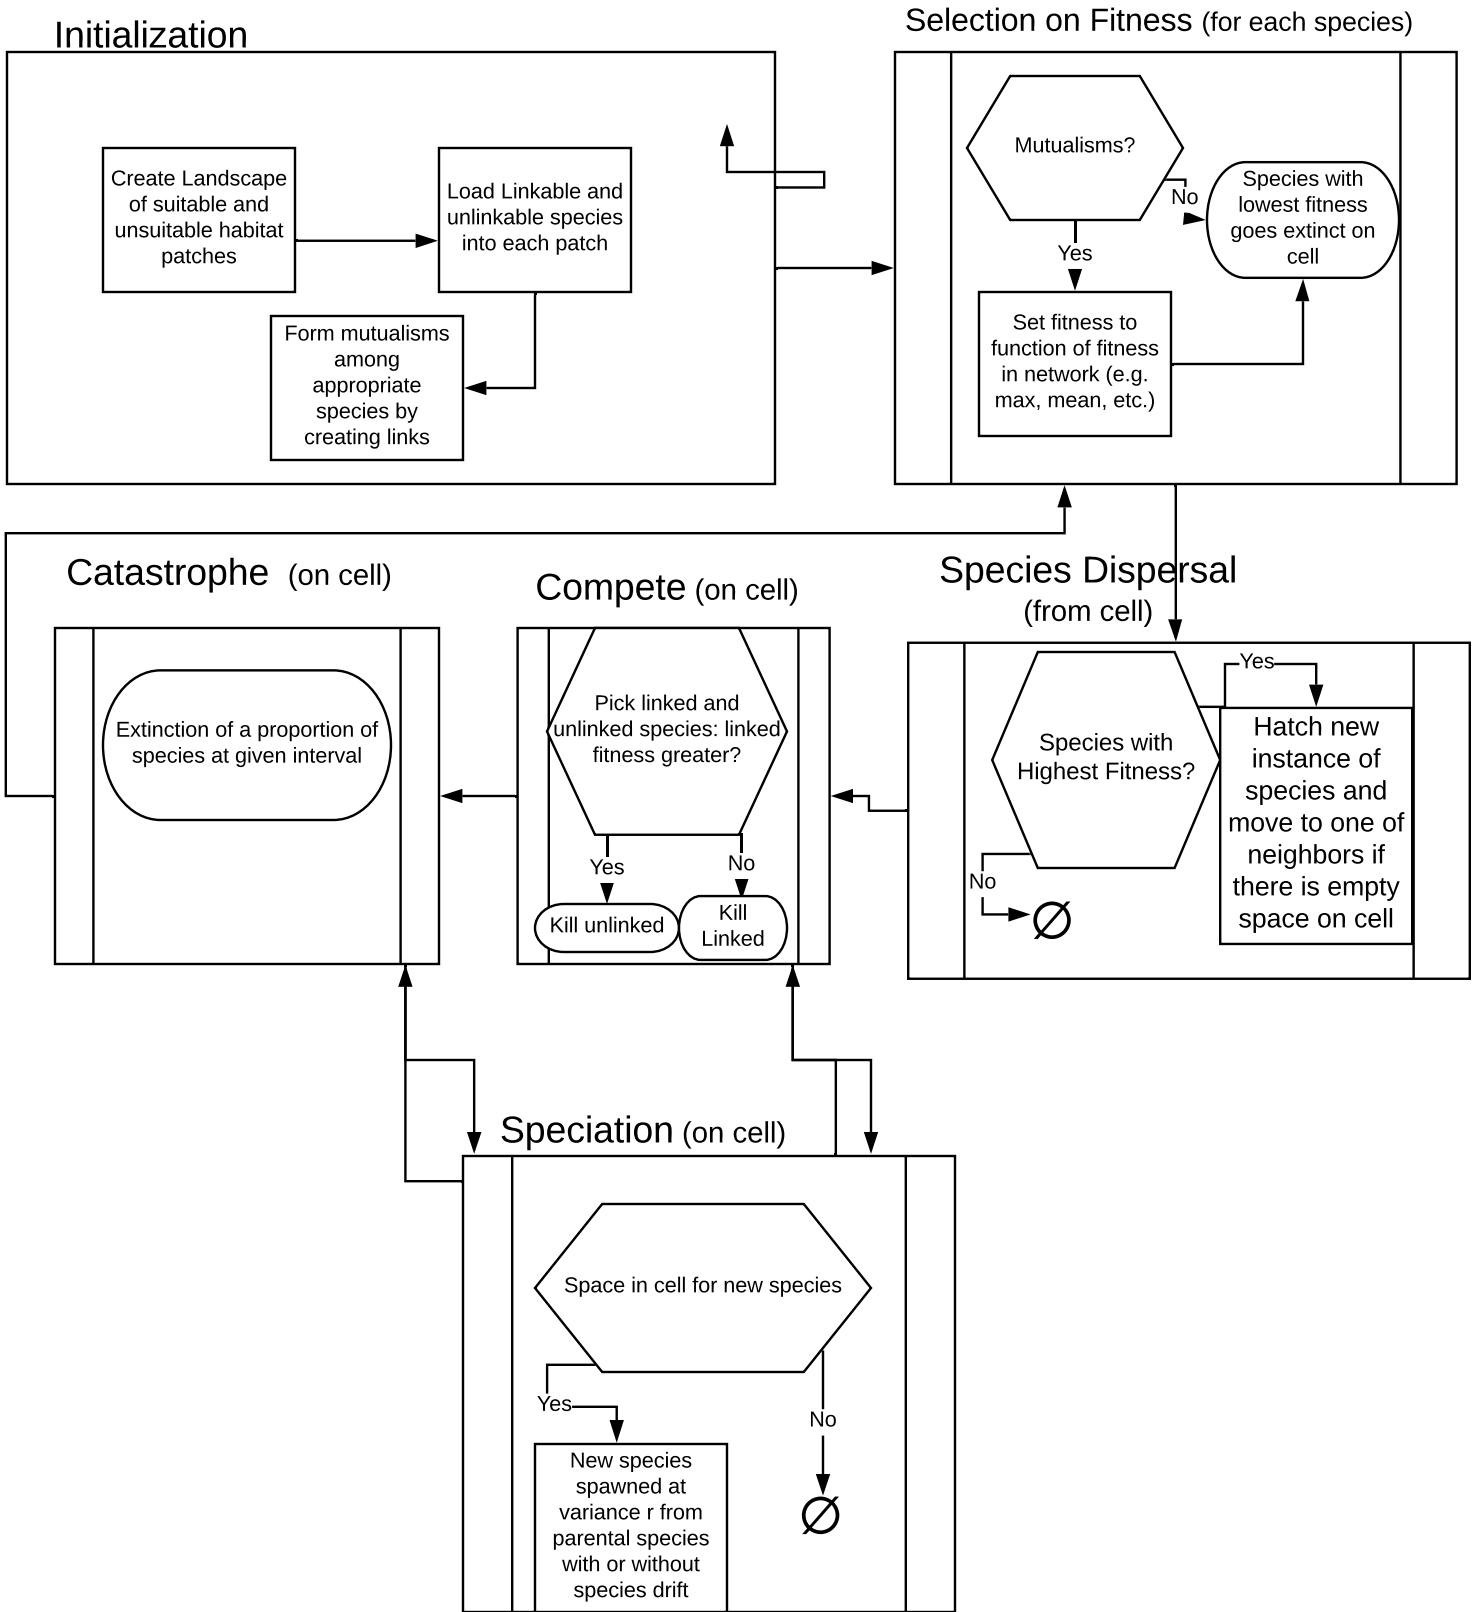 Initialization
Create Landscape
of suitable and
unsuitable habitat
patches
Load Linkable and
unlinkable species
into each patch
Form mutualisms
among
appropriate
species by
creating links
Selection on Fitness (for each species)
Mutualisms?
No
Species with
lowest fitness
goes extinct on
cell
Yes
Set fitness to
function of fitness
in network (e.g.
max, mean, etc.)
Catastrophe (on cell)
Extinction of a proportion of
species at given interval
Compete (on cell)
Pick linked and
unlinked species: linked
fitness greater?
Yes
No
Kill unlinked
Kill
Linked
Species Dispersal
(from cell)
Yes
Species with
Highest Fitness?
Hatch new
instance of
species and
move to one of
neighbors if
there is empty
space on cell
No
Ø
Speciation (on cell)
Space in cell for new species
Yes
No
New species
spawned at
variance r from
parental species
with or without
species drift
Ø